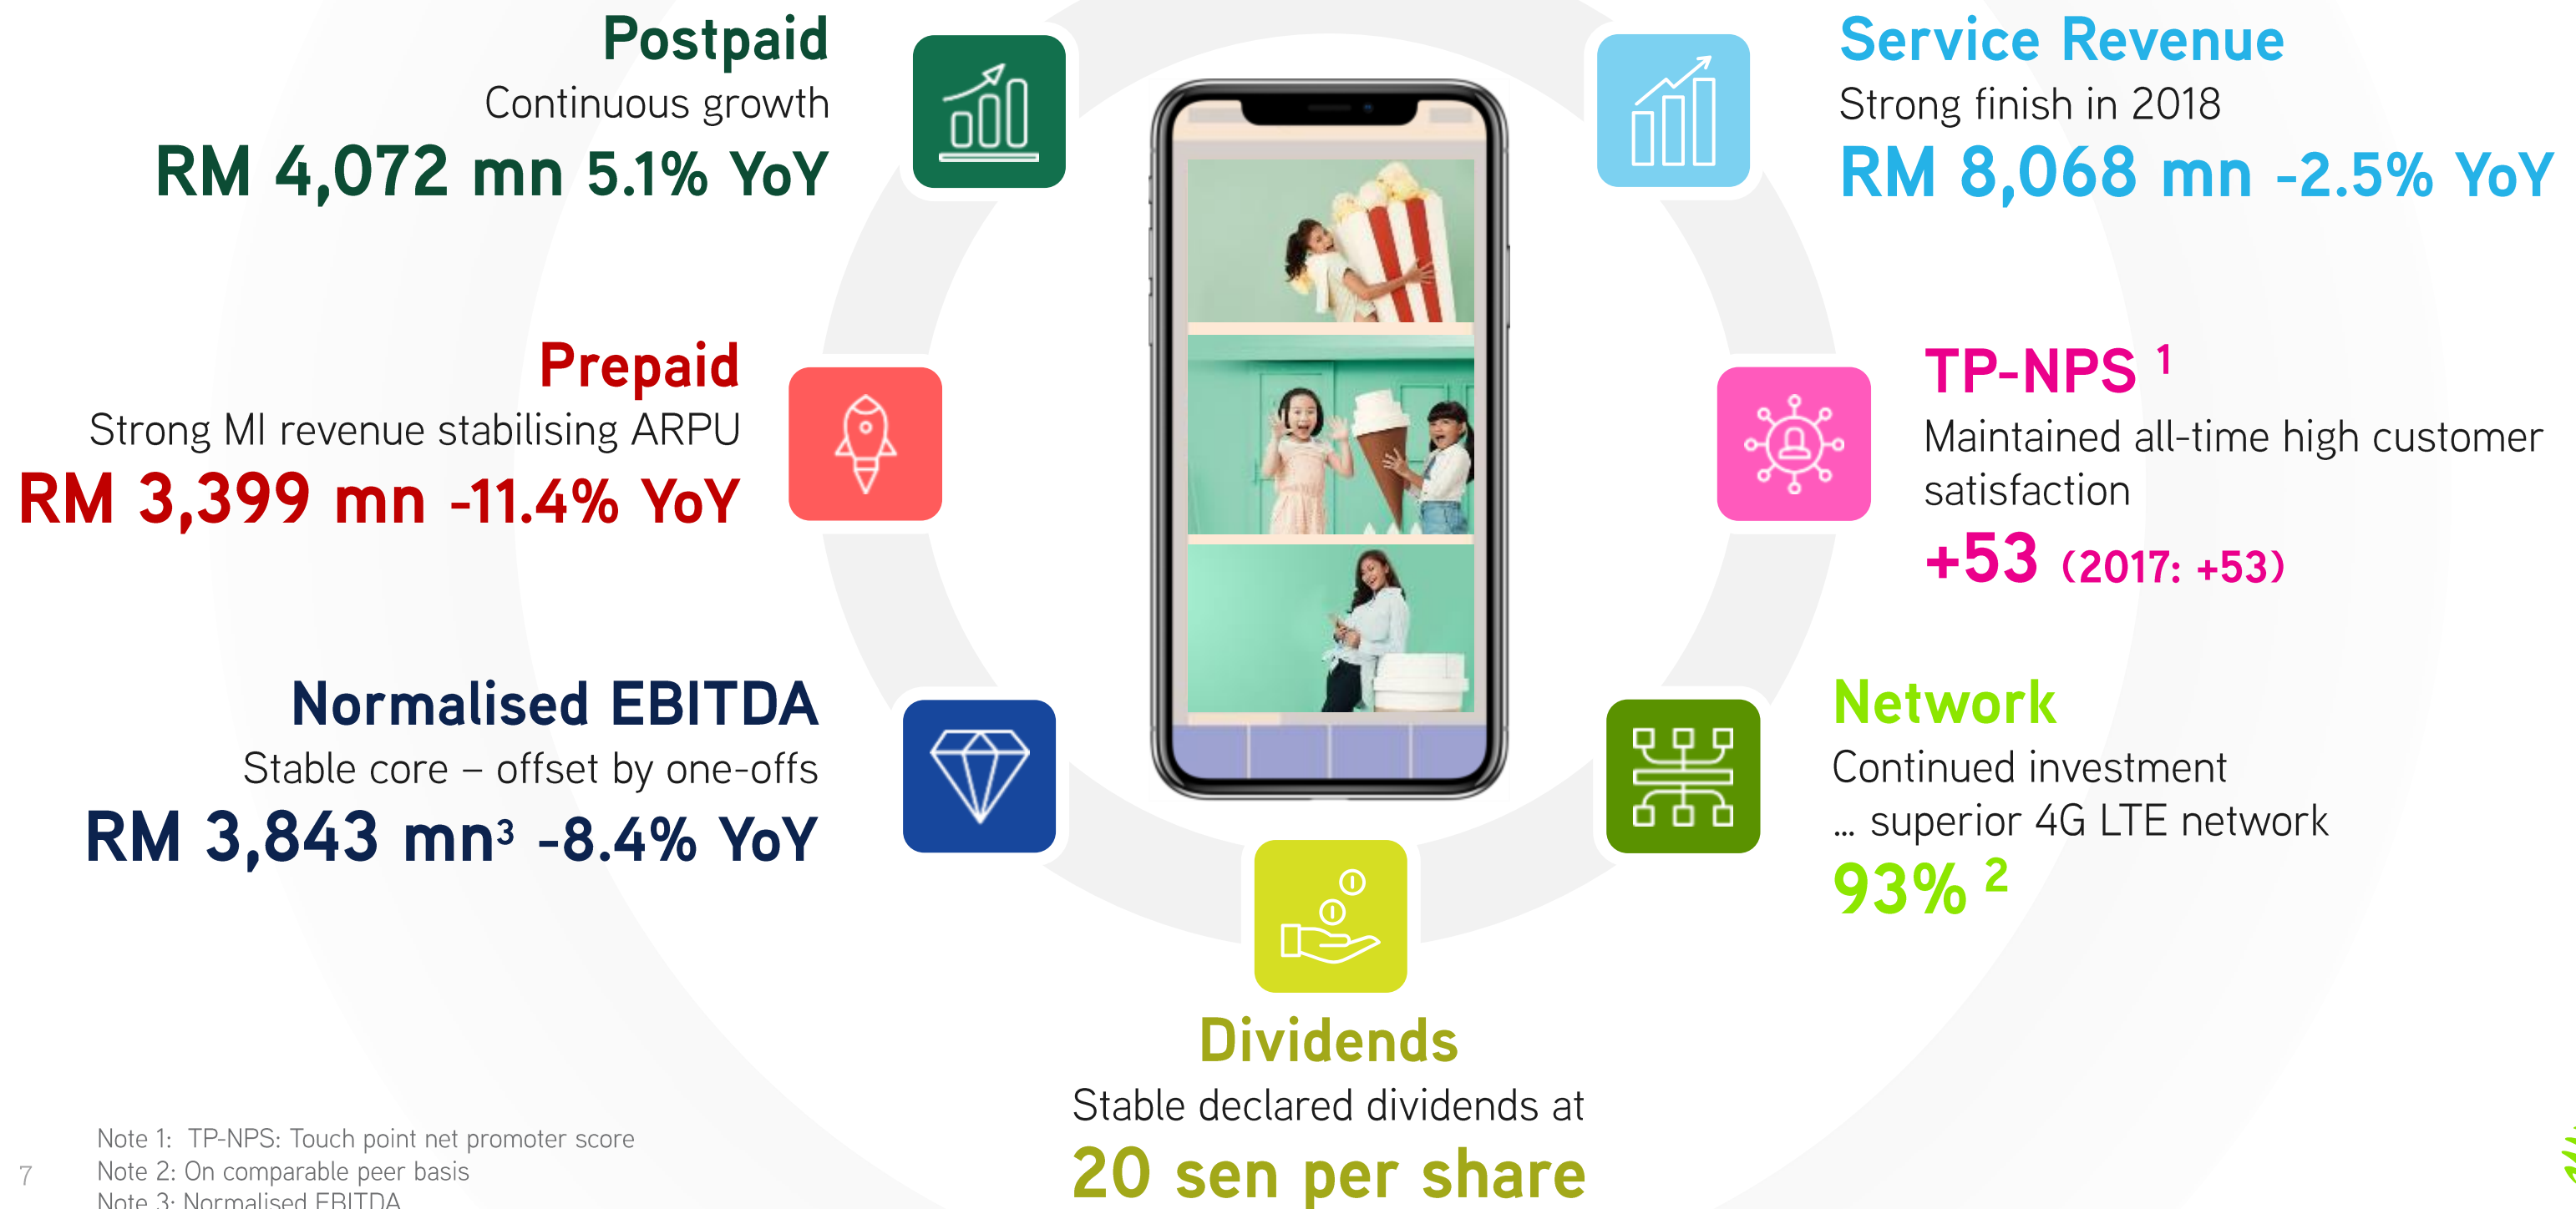 Postpaid
Continuous growth
RM 4,072 mn 5.1% YoY
Prepaid
Strong MI revenue stabilising ARPU
RM 3,399 mn -11.4% YoY
Normalised EBITDA
Stable core – offset by one-offs
RM 3,843 mn³ -8.4% YoY
Service Revenue
Strong finish in 2018
RM 8,068 mn -2.5% YoY
TP-NPS ¹
Maintained all-time high customer
satisfaction
+53 (2017: +53)
Network
Continued investment
... superior 4G LTE network
93% ²
Dividends
Stable declared dividends at
20 sen per share
Note 1: TP-NPS: Touch point net promoter score
Note 2: On comparable peer basis
Note 3: Normalised EBITDA
7